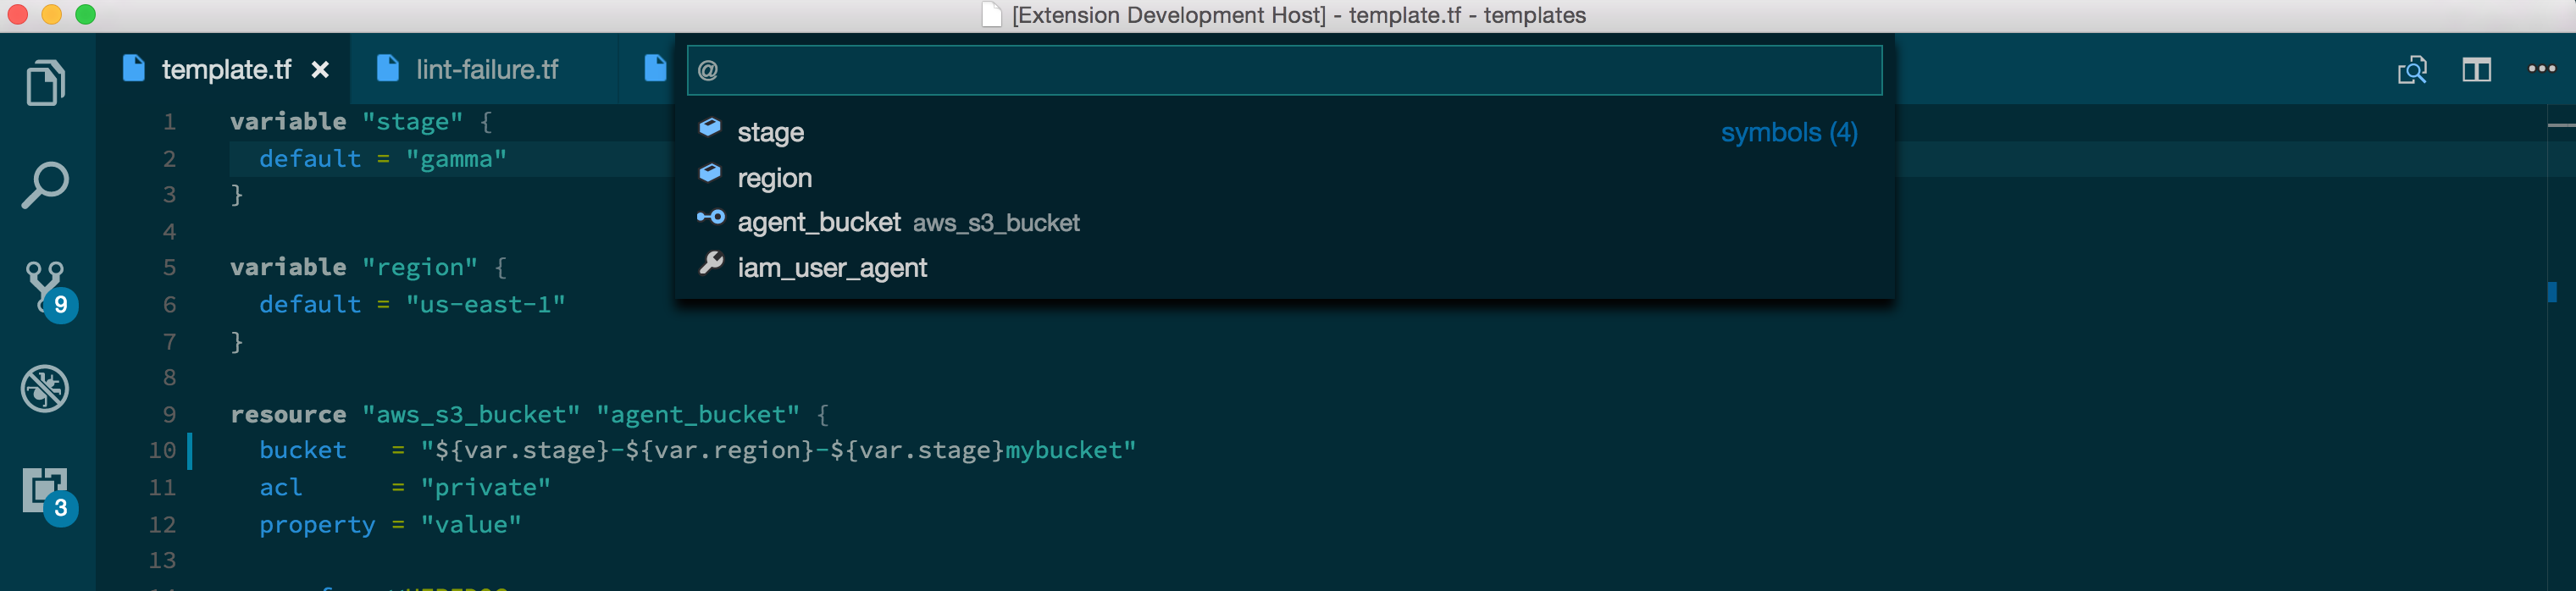 [Extension Development Host] - template.tf - templates
template.tf
lint-failure.tf
@
stage
symbols (4)
region
agent_bucket aws_s3_bucket
iam_user_agent
1 variable "stage" {
2 default = "gamma"
3 }
4
5 variable "region" {
6 default = "us-east-1"
7 }
8
9 resource "aws_s3_bucket" "agent_bucket" {
10 bucket = "${var.stage}-${var.region}-${var.stage}mybucket"
11 acl = "private"
12 property = "value"
13
9
3